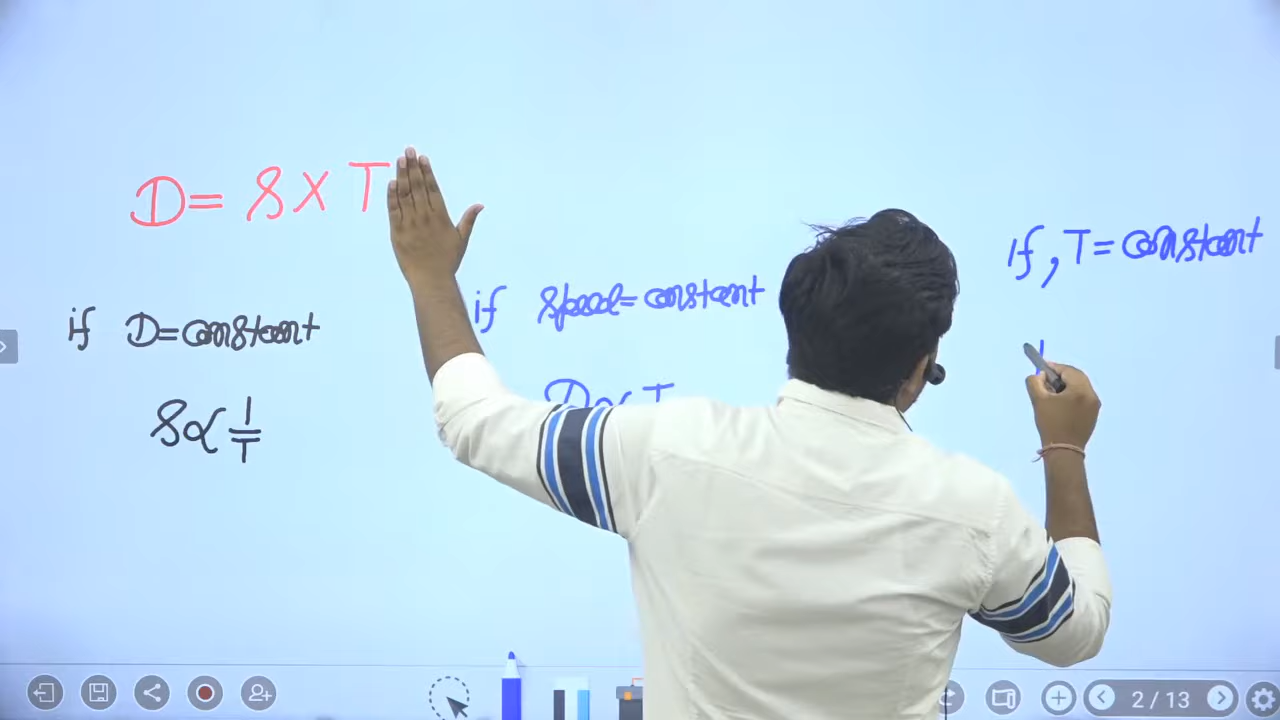 D = S X T
if D = constant
S ∝ 1/T
if speed = constant
D ∝ T
If, T = constant
2 / 13